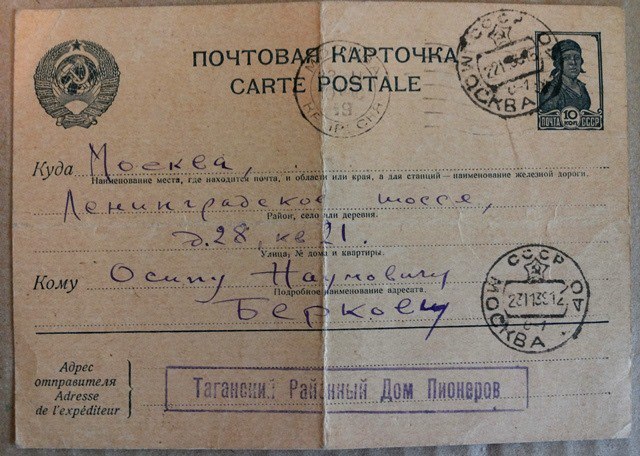 ПОЧТОВАЯ КАРТОЧКА
CARTE POSTALE
СССР
МОСКВА
10
ПОЧТА КОП. СССР
Куда Москва,
Наименование места, где находится почта, и области или края, а для станций—наименование железной дороги.
Ленинградское шоссе,
Район, село или деревня.
д. 28, кв 21.
Улица, № дома и квартиры.
Кому Осипу Наумовичу
Подробное наименование адресата.
СССР
МОСКВА
Адрес
отправителя
Adresse
de l'expéditeur
Таганский Районный Дом Пионеров